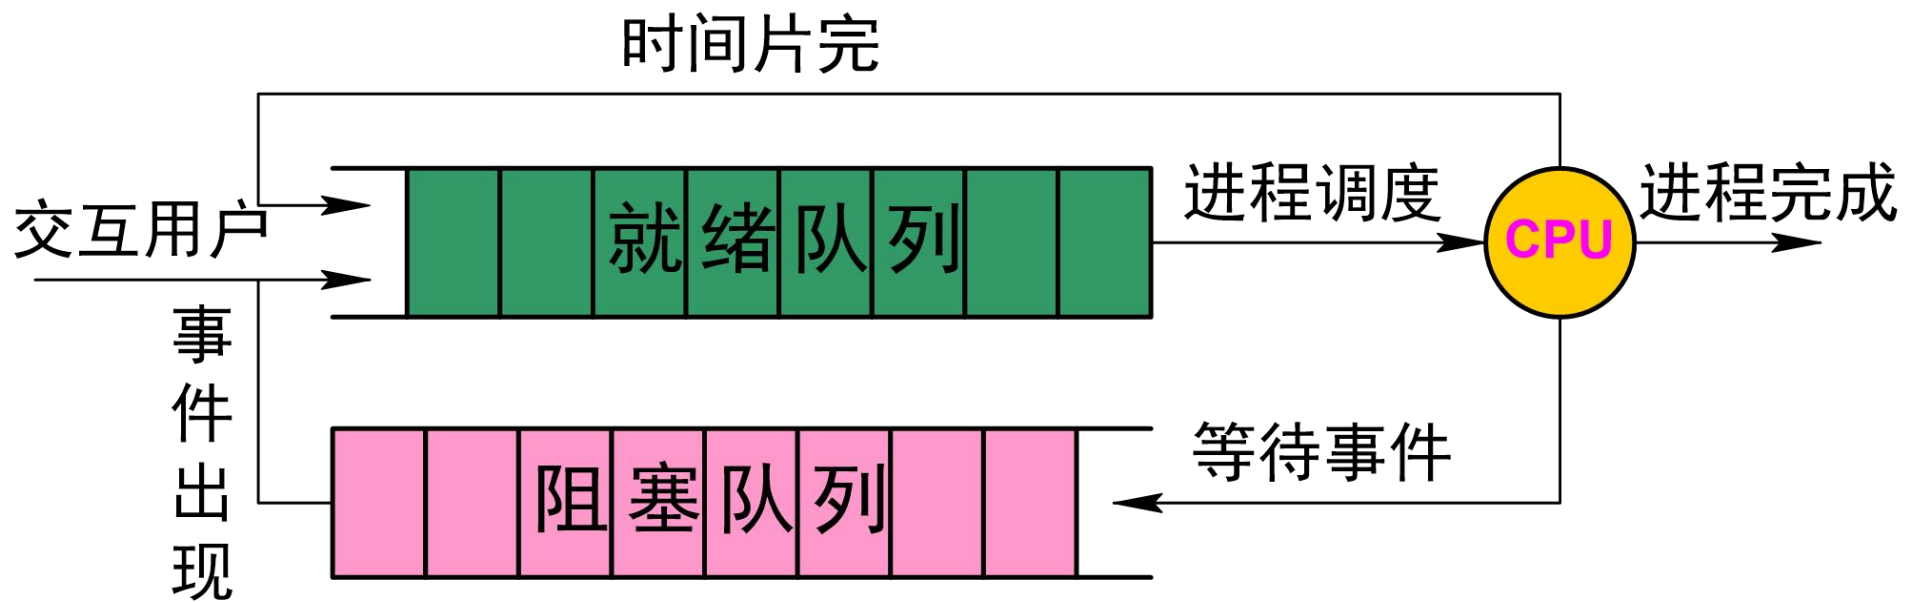 时间片完
交互用户
就绪队列
进程调度
CPU
进程完成
事件出现
阻塞队列
等待事件